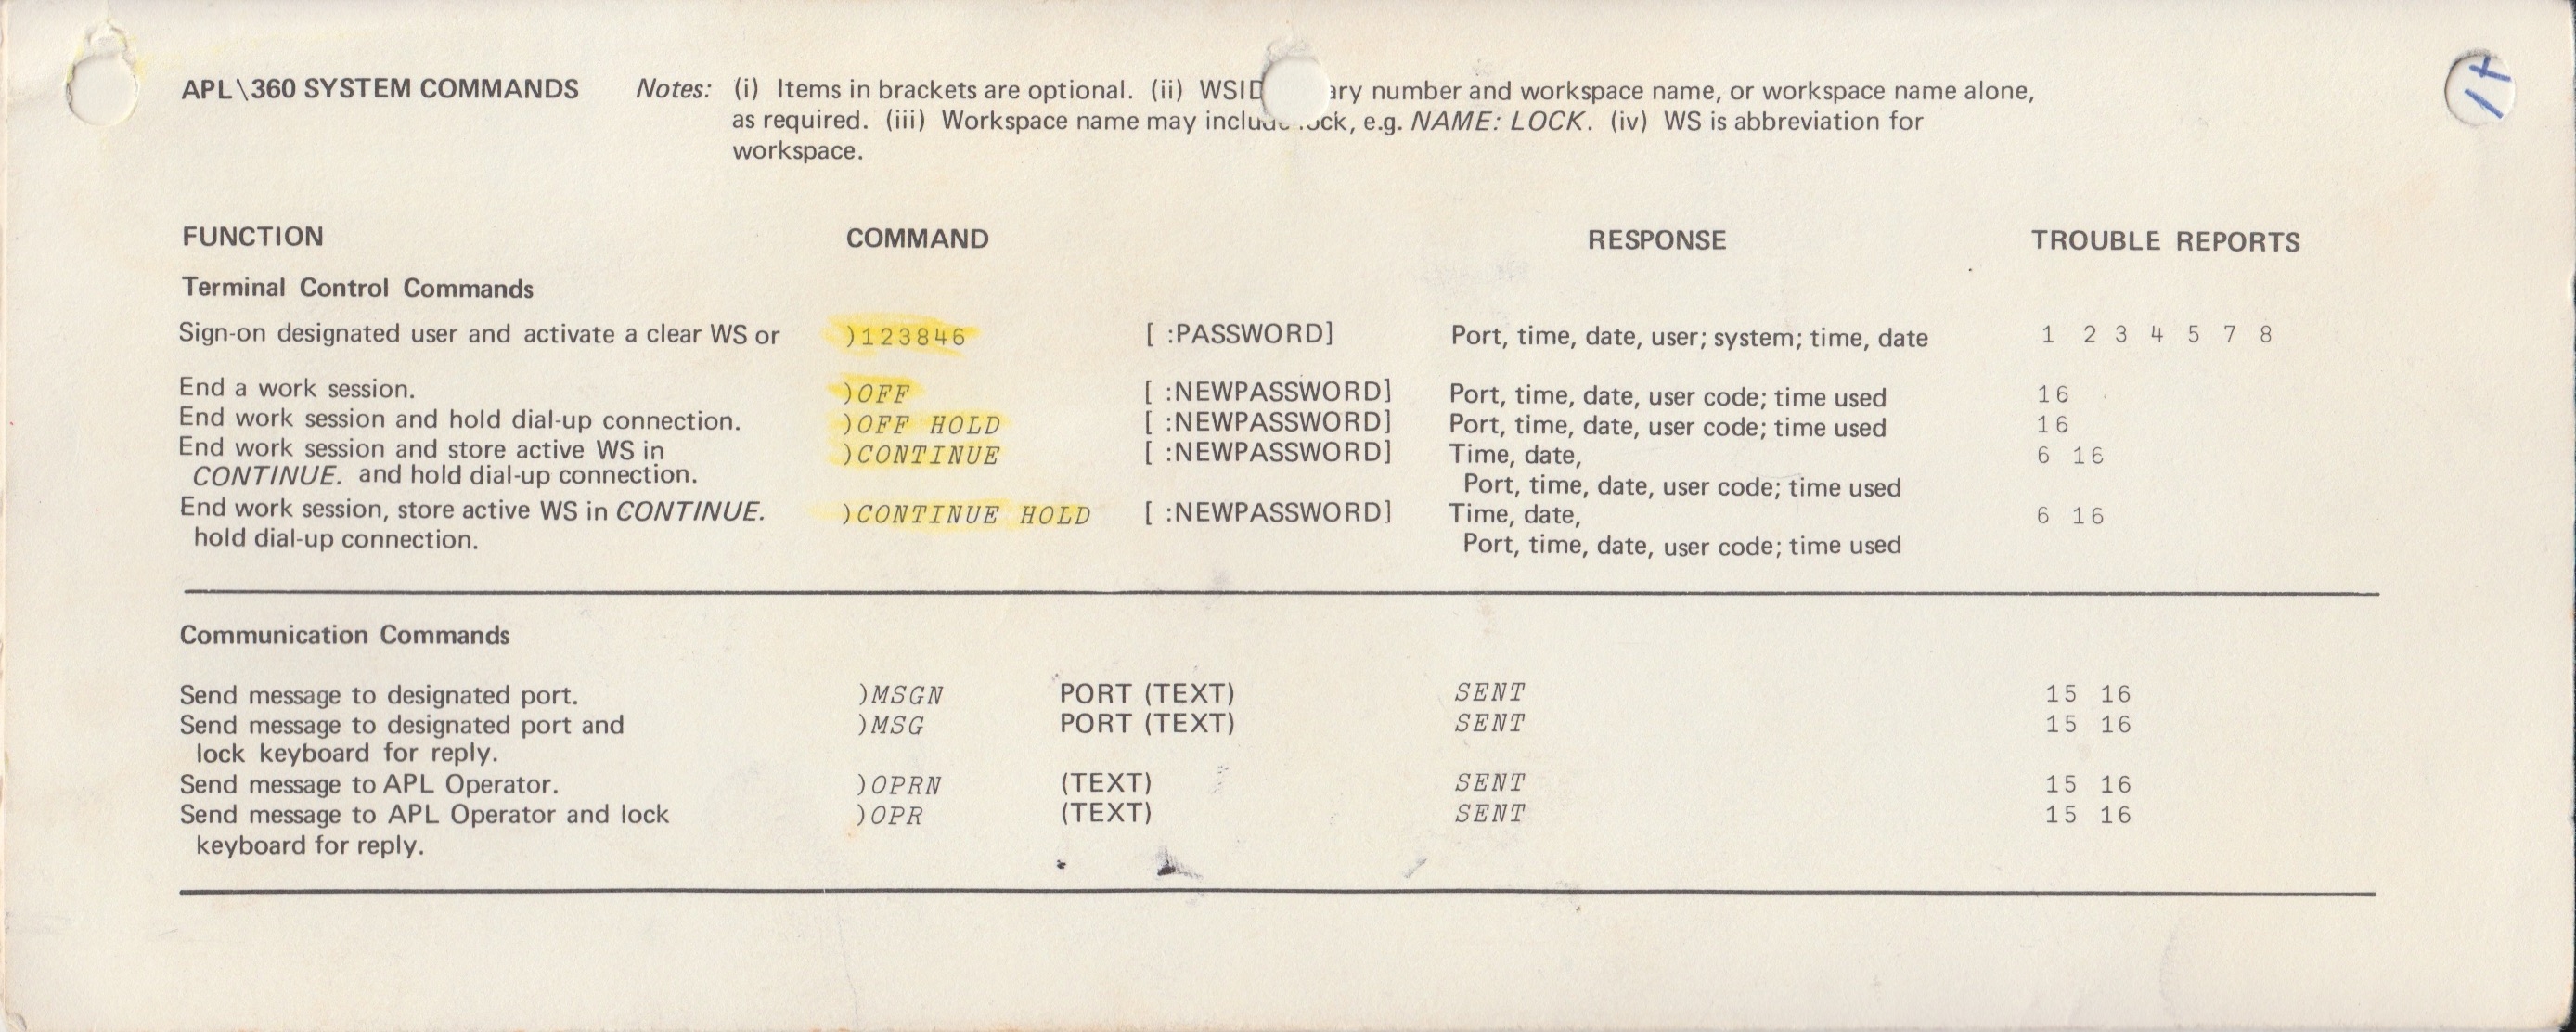 APL\360 SYSTEM COMMANDS Notes: (i) Items in brackets are optional. (ii) WSID ary number and workspace name, or workspace name alone,
as required. (iii) Workspace name may include lock, e.g. NAME: LOCK. (iv) WS is abbreviation for
workspace.
FUNCTION COMMAND RESPONSE TROUBLE REPORTS
Terminal Control Commands
Sign-on designated user and activate a clear WS or )123846 [ :PASSWORD] Port, time, date, user; system; time, date 1 2 3 4 5 7 8
End a work session. )OFF [ :NEWPASSWORD] Port, time, date, user code; time used 16
End work session and hold dial-up connection. )OFF HOLD [ :NEWPASSWORD] Port, time, date, user code; time used 16
End work session and store active WS in )CONTINUE [ :NEWPASSWORD] Time, date, 6 16
CONTINUE. and hold dial-up connection. Port, time, date, user code; time used
End work session, store active WS in CONTINUE. )CONTINUE HOLD [ :NEWPASSWORD] Time, date, 6 16
hold dial-up connection. Port, time, date, user code; time used
Communication Commands
Send message to designated port. )MSGN PORT (TEXT) SENT 15 16
Send message to designated port and )MSG PORT (TEXT) SENT 15 16
lock keyboard for reply.
Send message to APL Operator. )OPRN (TEXT) SENT 15 16
Send message to APL Operator and lock )OPR (TEXT) SENT 15 16
keyboard for reply.